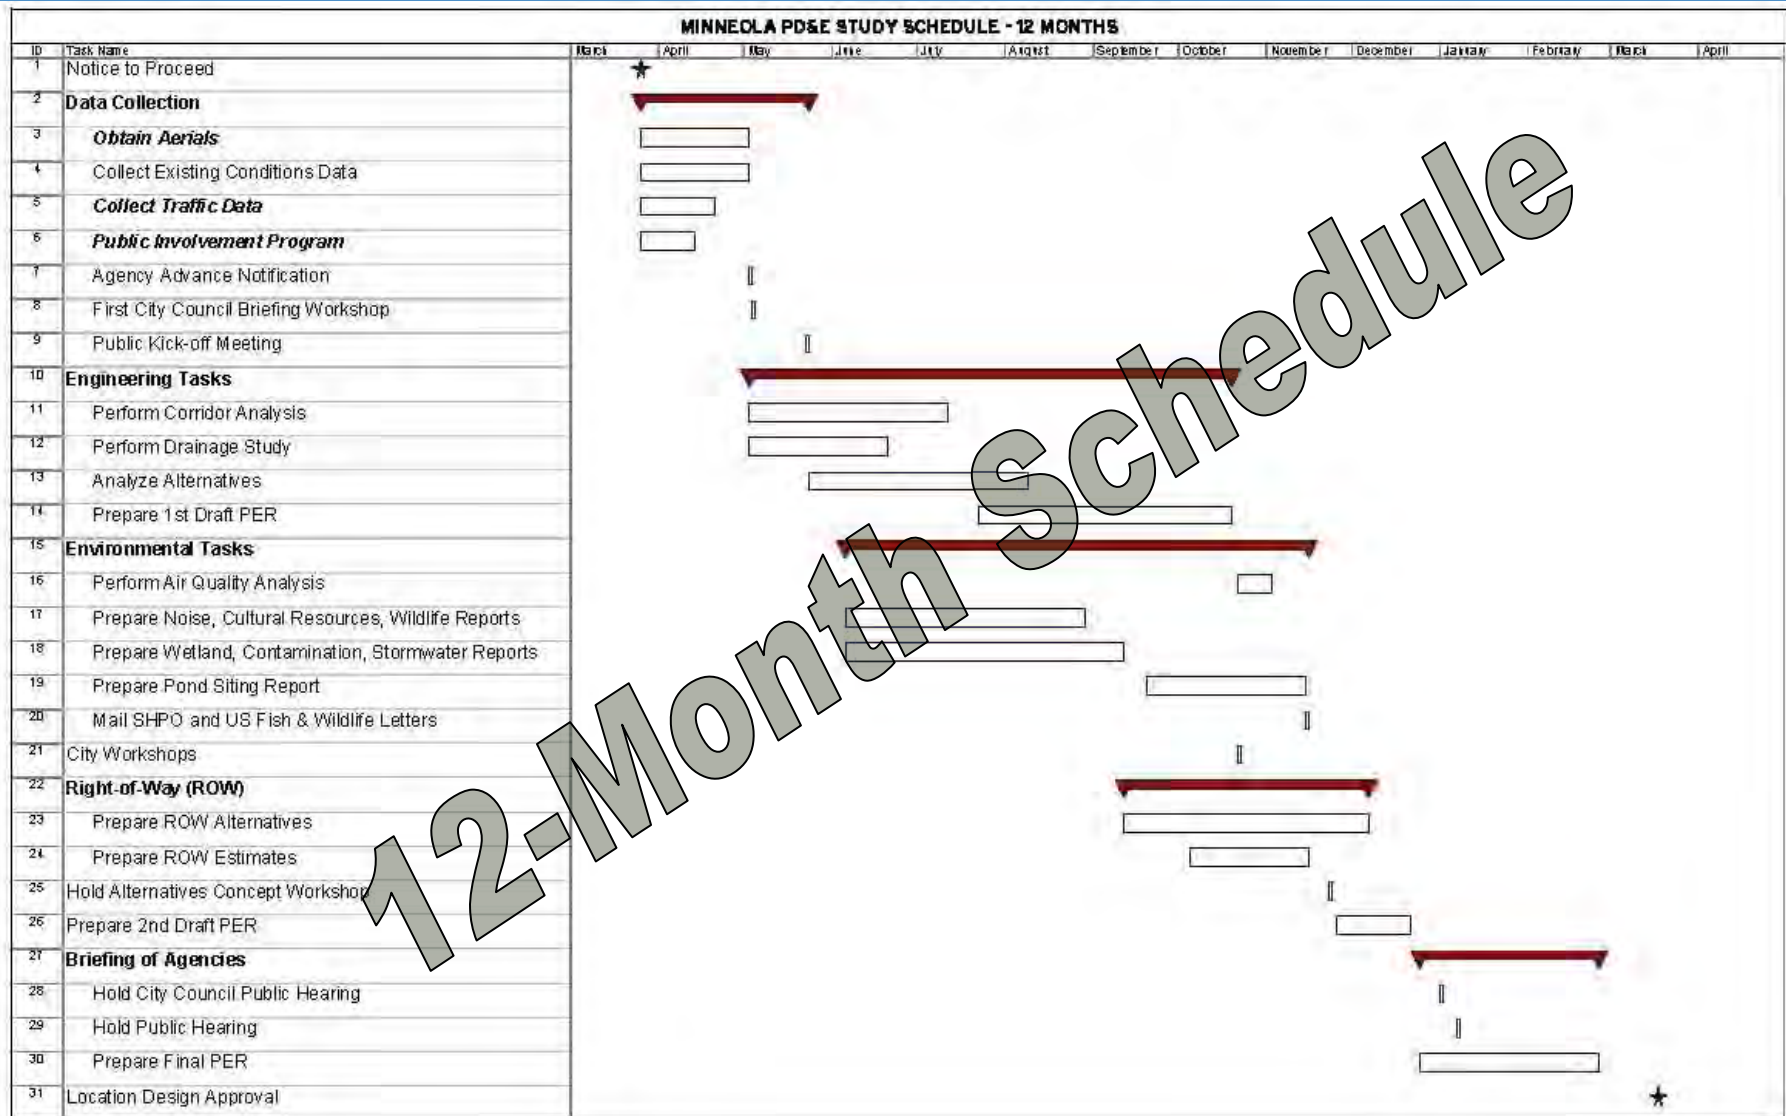 MINNEOLA PD&E STUDY SCHEDULE - 12 MONTHS
ID Task Name March April May June July August September October November December January February March April
1 Notice to Proceed
2 Data Collection
3 Obtain Aerials
4 Collect Existing Conditions Data
5 Collect Traffic Data
6 Public Involvement Program
7 Agency Advance Notification
8 First City Council Briefing Workshop
9 Public Kick-off Meeting
10 Engineering Tasks
11 Perform Corridor Analysis
12 Perform Drainage Study
13 Analyze Alternatives
14 Prepare 1st Draft PER
15 Environmental Tasks
16 Perform Air Quality Analysis
17 Prepare Noise, Cultural Resources, Wildlife Reports
18 Prepare Wetland, Contamination, Stormwater Reports
19 Prepare Pond Siting Report
20 Mail SHPO and US Fish & Wildlife Letters
21 City Workshops
22 Right-of-Way (ROW)
23 Prepare ROW Alternatives
24 Prepare ROW Estimates
25 Hold Alternatives Concept Workshop
26 Prepare 2nd Draft PER
27 Briefing of Agencies
28 Hold City Council Public Hearing
29 Hold Public Hearing
30 Prepare Final PER
31 Location Design Approval
12-Month Schedule